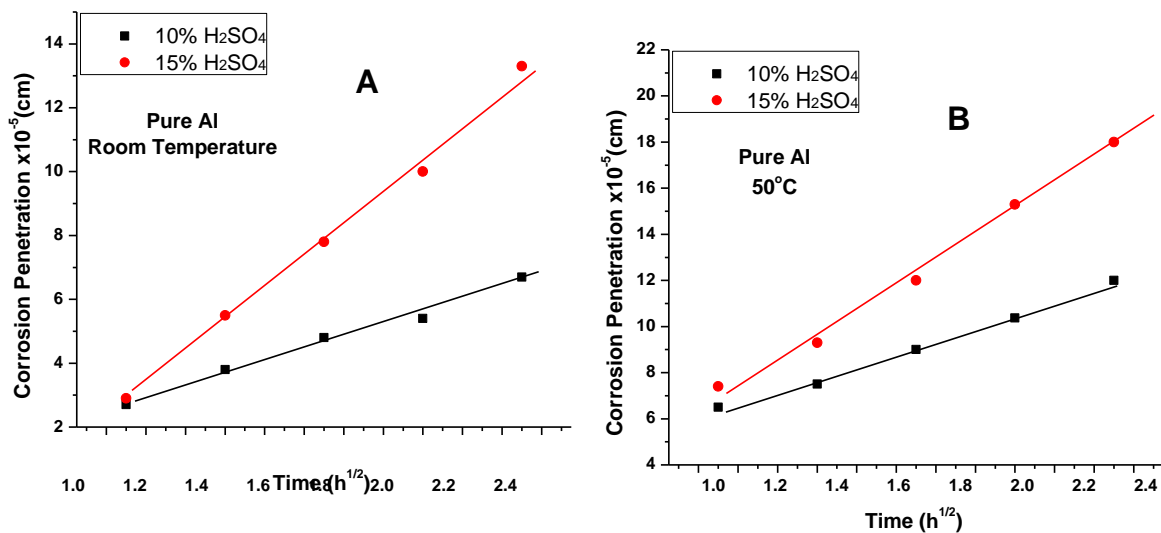 10% H2SO4
15% H2SO4
A
Pure Al
Room Temperature
Corrosion Penetration x10-5(cm)
14
12
10
8
6
4
2
1.0 1.2 1.4 1.6 1.8 2.0 2.2 2.4
Time (h1/2)
10% H2SO4
15% H2SO4
B
Pure Al
50oC
Corrosion Penetration x10-5(cm)
22
20
18
16
14
12
10
8
6
4
1.0 1.2 1.4 1.6 1.8 2.0 2.2 2.4
Time (h1/2)